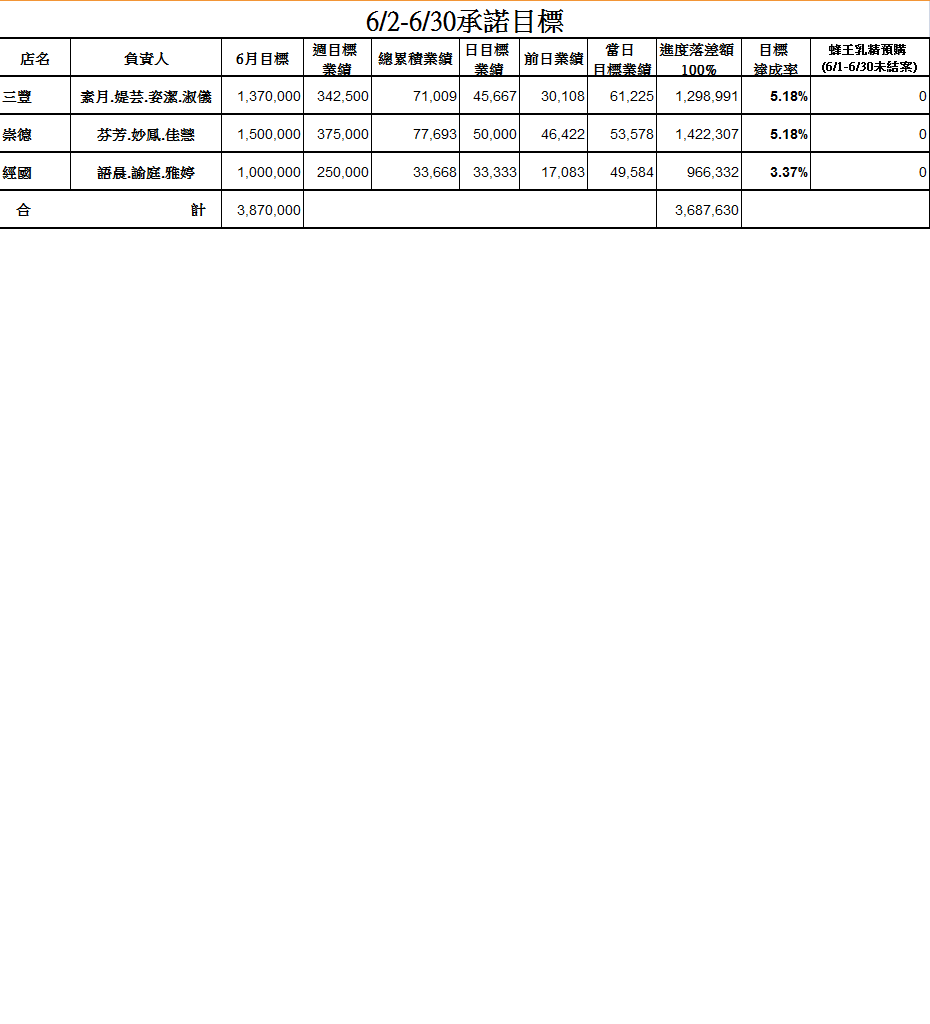 6/2-6/30承諾目標
店名 負責人 6月目標 週目標業績 總累積業績 日目標業績 前日業績 當日目標業績 進度落差額100% 目標達成率 蜂王乳精預購(6/1-6/30未結案)
三豐 素月.媞芸.姿潔.淑儀 1,370,000 342,500 71,009 45,667 30,108 61,225 1,298,991 5.18% 0
崇德 芬芳.妙鳳.佳慧 1,500,000 375,000 77,693 50,000 46,422 53,578 1,422,307 5.18% 0
經國 語晨.諭庭.雅婷 1,000,000 250,000 33,668 33,333 17,083 49,584 966,332 3.37% 0
合 計 3,870,000 3,687,630